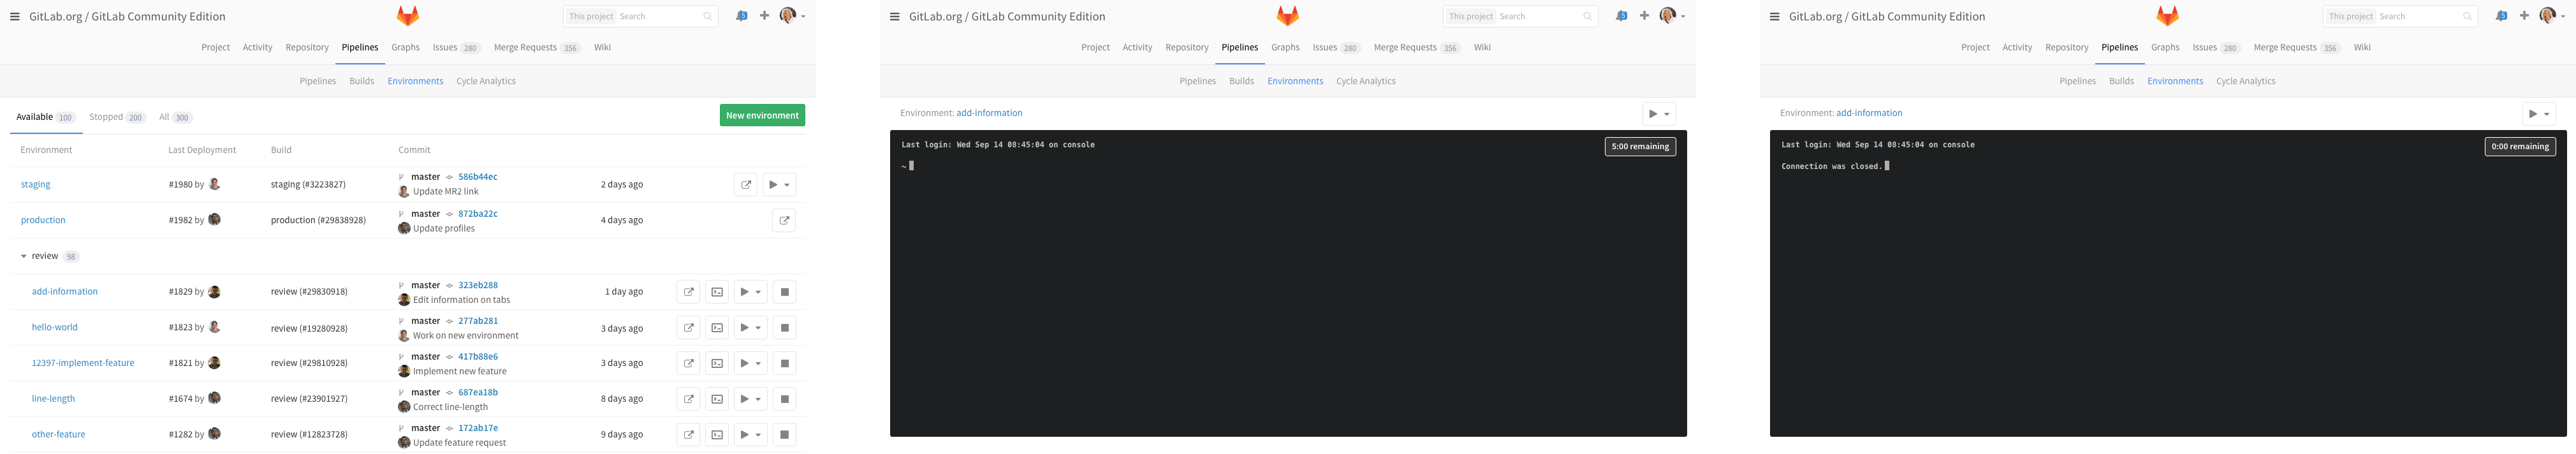 GitLab.org / GitLab Community Edition
This project Search
5
Project Activity Repository Pipelines Graphs Issues 280 Merge Requests 356 Wiki
Pipelines Builds Environments Cycle Analytics
Available 100 Stopped 200 All 300
New environment
Environment Last Deployment Build Commit
staging #1980 by staging (#3223827) master 586b44ec 2 days ago
Update MR2 link
production #1982 by production (#29838928) master 872ba22c 4 days ago
Update profiles
review 98
add-information #1829 by review (#29830918) master 323eb288 1 day ago
Edit information on tabs
hello-world #1823 by review (#19280928) master 277ab281 3 days ago
Work on new environment
12397-implement-feature #1821 by review (#29810928) master 417b88e6 3 days ago
Implement new feature
line-length #1674 by review (#23901927) master 687ea18b 8 days ago
Correct line-length
other-feature #1282 by review (#12823728) master 172ab17e 9 days ago
Update feature request
GitLab.org / GitLab Community Edition
This project Search
5
Project Activity Repository Pipelines Graphs Issues 280 Merge Requests 356 Wiki
Pipelines Builds Environments Cycle Analytics
Environment: add-information
Last login: Wed Sep 14 08:45:04 on console
5:00 remaining
~
GitLab.org / GitLab Community Edition
This project Search
5
Project Activity Repository Pipelines Graphs Issues 280 Merge Requests 356 Wiki
Pipelines Builds Environments Cycle Analytics
Environment: add-information
Last login: Wed Sep 14 08:45:04 on console
0:00 remaining
Connection was closed.